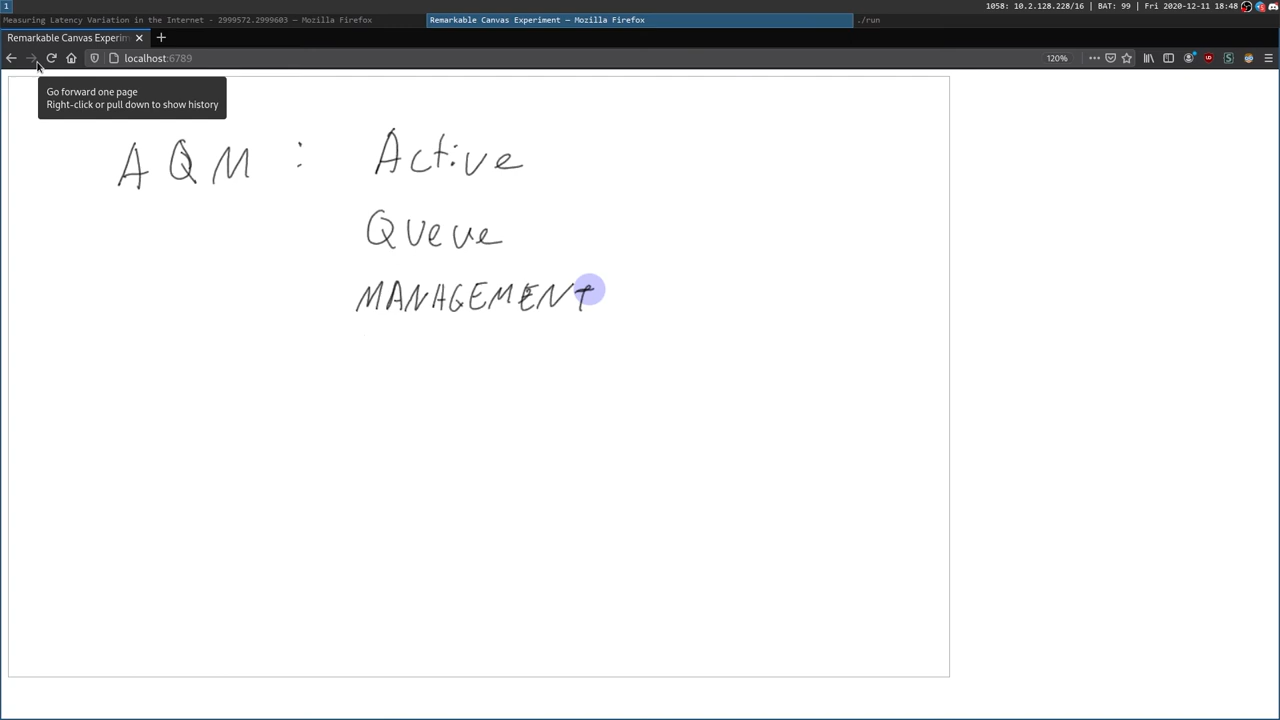 1
1058: 10.2.128.228/16 | BAT: 99 | Fri 2020-12-11 18:48
Measuring Latency Variation in the Internet - 2999572.2999603 — Mozilla Firefox
Remarkable Canvas Experiment — Mozilla Firefox
./run
Remarkable Canvas Experim
localhost:6789
120%
Go forward one page
Right-click or pull down to show history
AQM : Active
Queue
MANAGEMENT